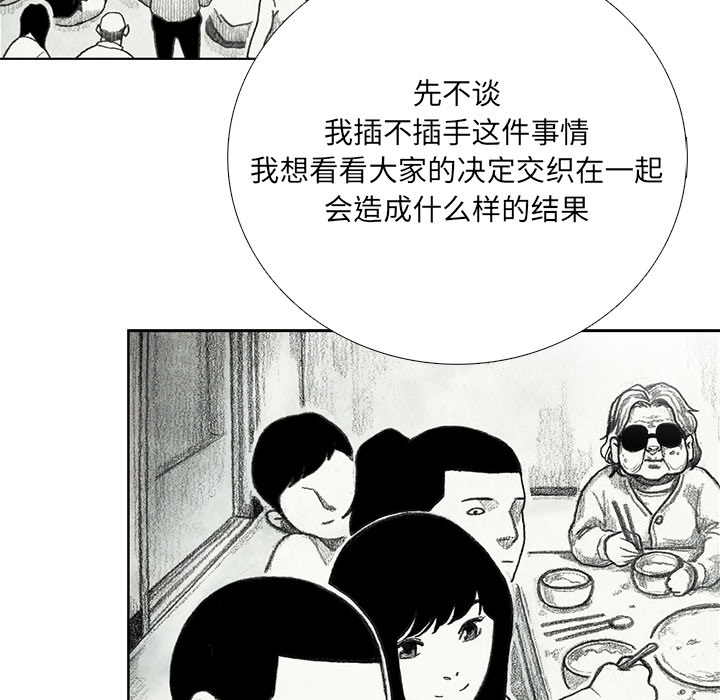 先不谈
我插不插手这件事情
我想看看大家的决定交织在一起
会造成什么样的结果